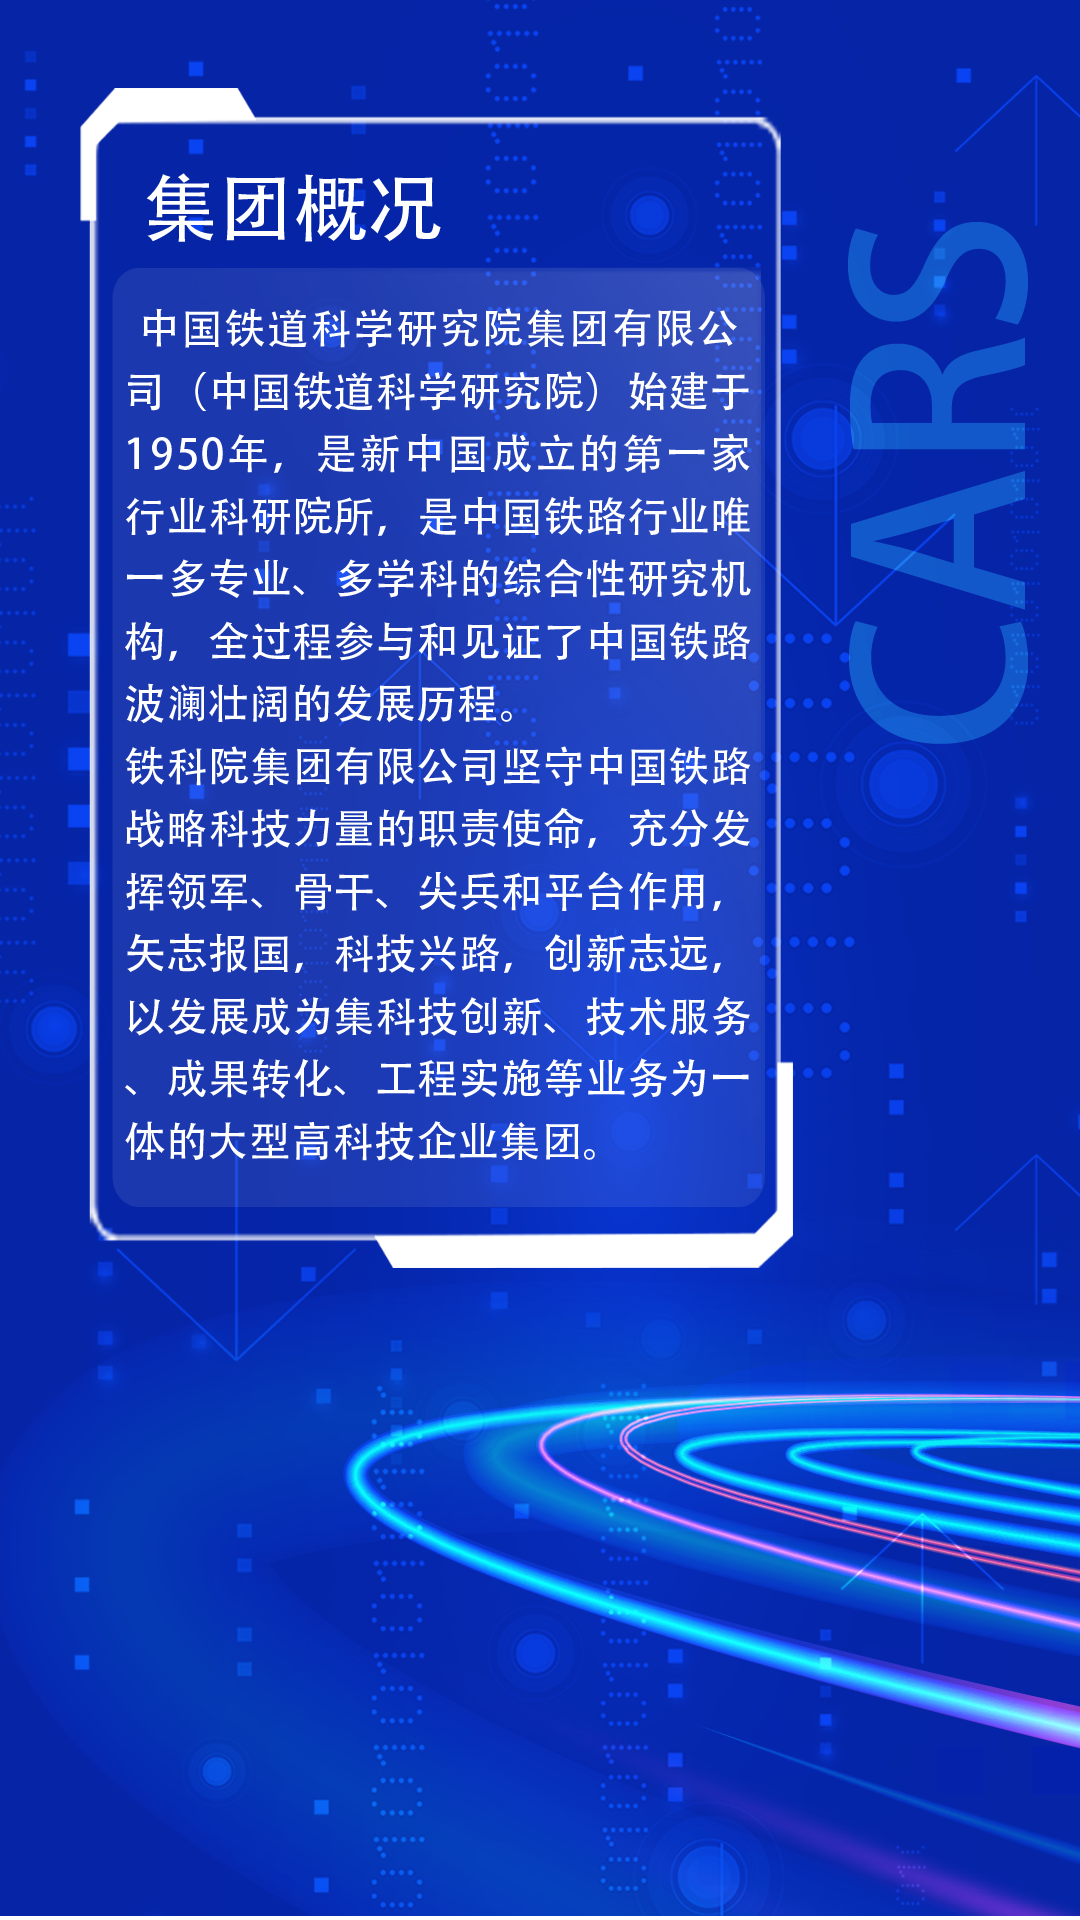 集团概况
中国铁道科学研究院集团有限公
司（中国铁道科学研究院）始建于
1950年，是新中国成立的第一家
行业科研院所，是中国铁路行业唯
一多专业、多学科的综合性研究机
构，全过程参与和见证了中国铁路
波澜壮阔的发展历程。
铁科院集团有限公司坚守中国铁路
战略科技力量的职责使命，充分发
挥领军、骨干、尖兵和平台作用，
矢志报国，科技兴路，创新志远，
以发展成为集科技创新、技术服务
、成果转化、工程实施等业务为一
体的大型高科技企业集团。
CARS